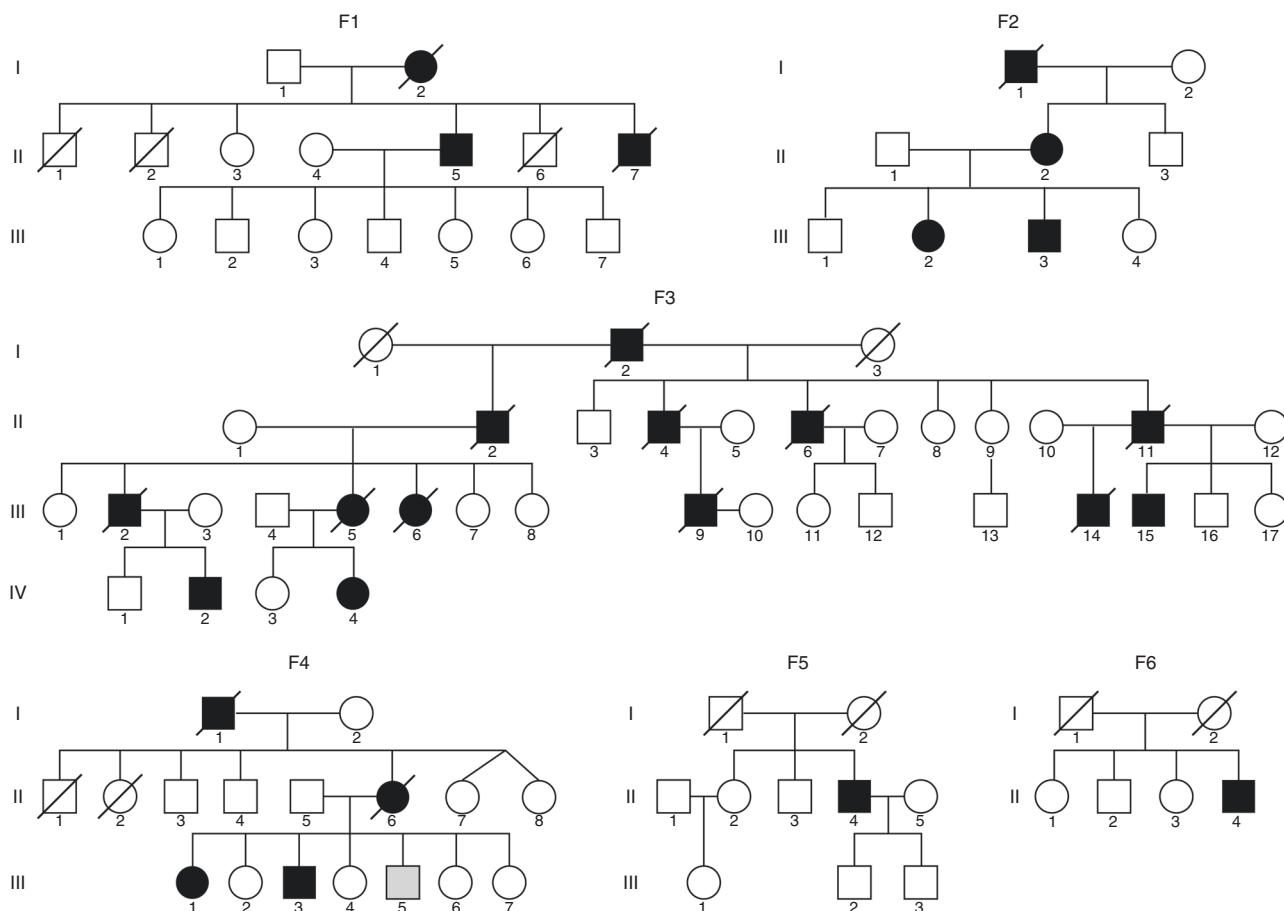 F1 F2
I I
1 2 1 2
II II
1 2 3 4 5 6 7 1 2 3
III III
1 2 3 4 5 6 7 1 2 3 4
F3
I
1 2 3
II
1 2 3 4 5 6 7 8 9 10 11 12
III
1 2 3 4 5 6 7 8 9 10 11 12 13 14 15 16 17
IV
1 2 3 4
F4 F5 F6
I I I
1 2 1 2 1 2
II II II
1 2 3 4 5 6 7 8 1 2 3 4 5 1 2 3 4
III III
1 2 3 4 5 6 7 1 2 3